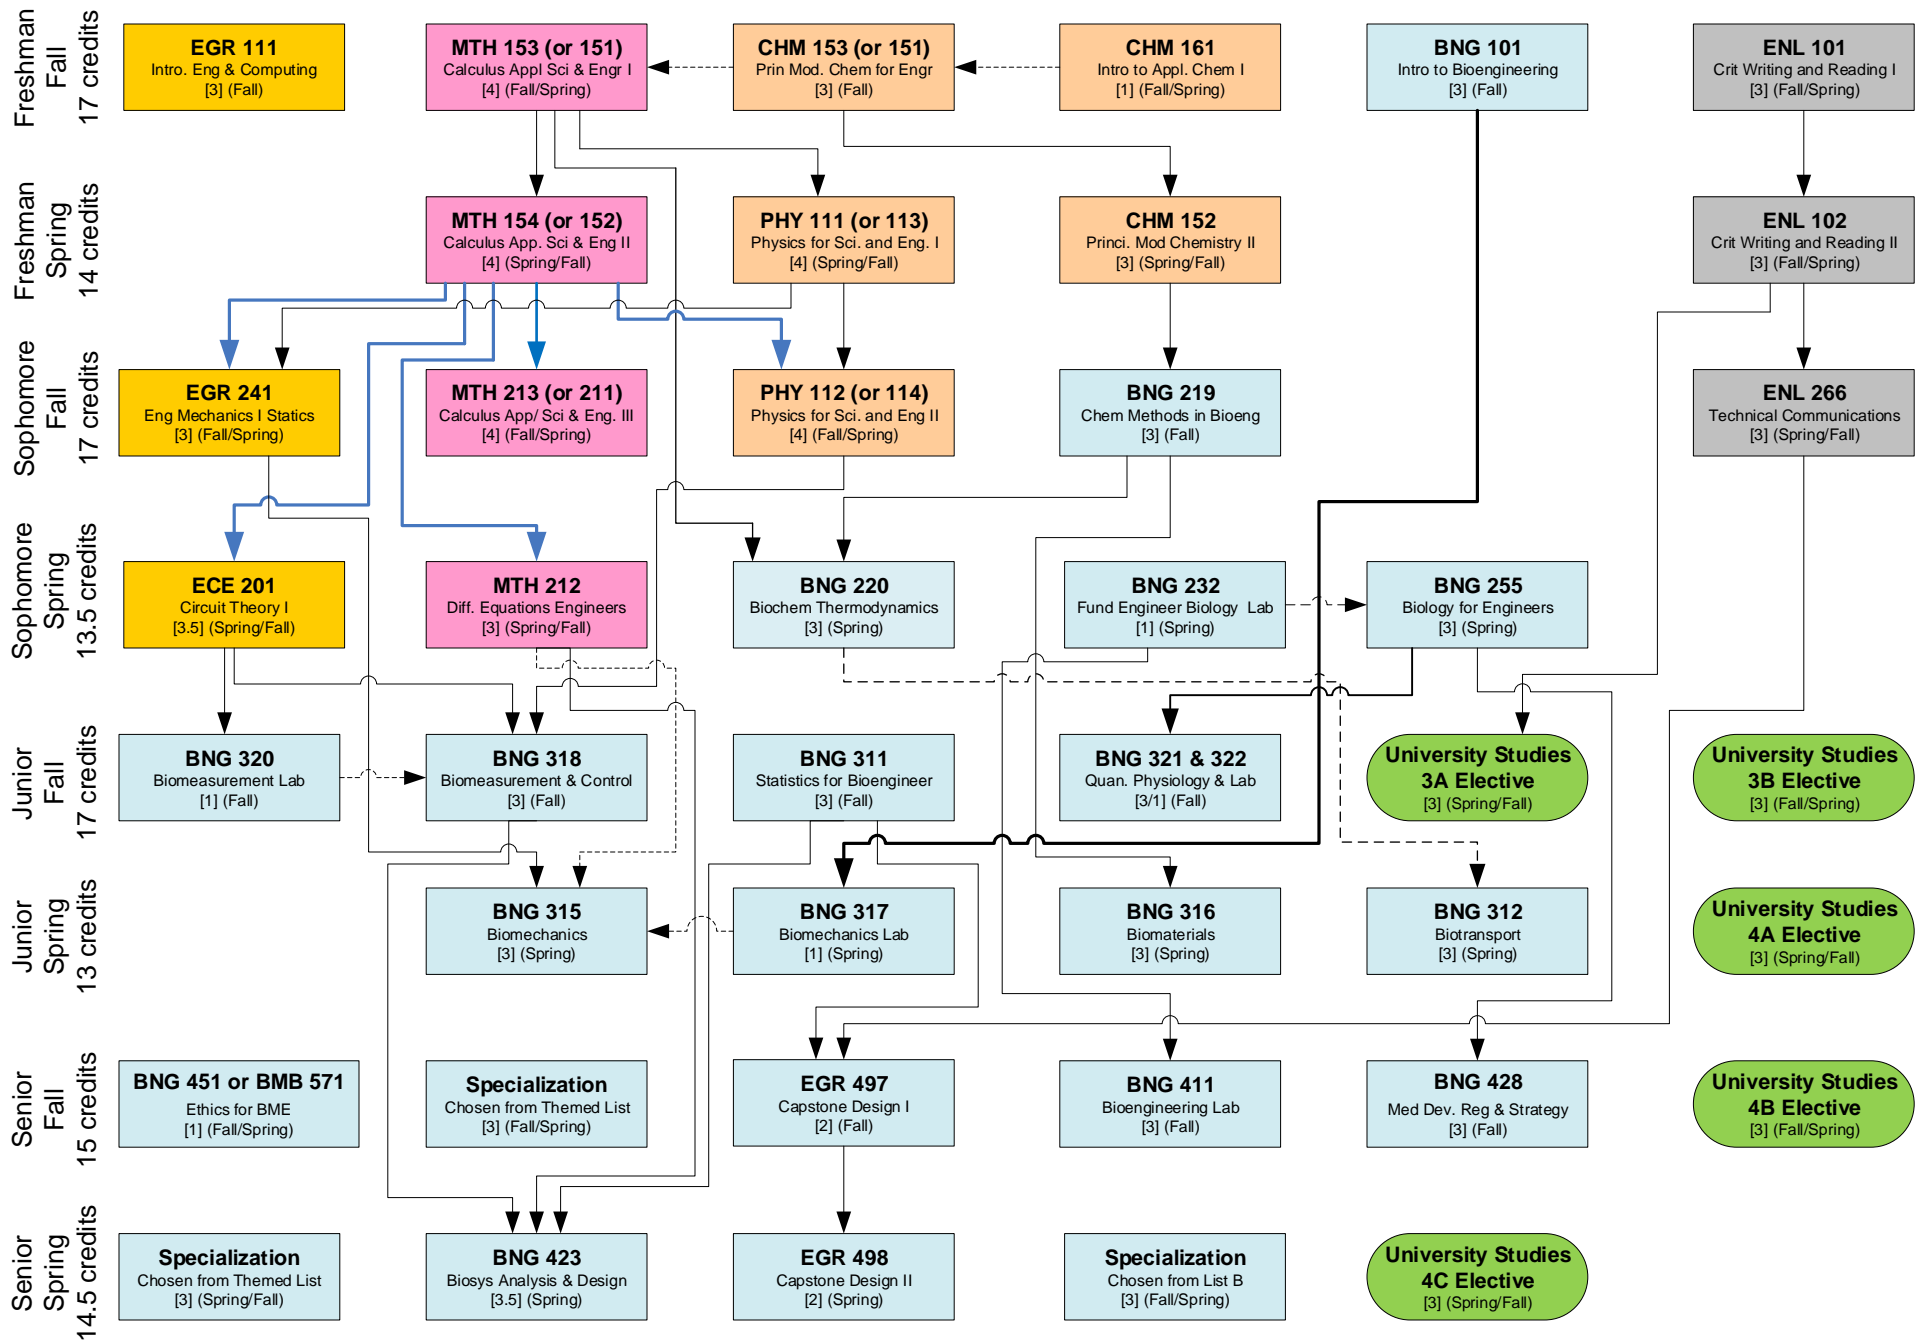 Freshman
Fall
17 credits
EGR 111
Intro. Eng & Computing
[3] (Fall)
MTH 153 (or 151)
Calculus Appl Sci & Engr I
[4] (Fall/Spring)
CHM 153 (or 151)
Prin Mod. Chem for Engr
[3] (Fall)
CHM 161
Intro to Appl. Chem I
[1] (Fall/Spring)
BNG 101
Intro to Bioengineering
[3] (Fall)
ENL 101
Crit Writing and Reading I
[3] (Fall/Spring)
Freshman
Spring
14 credits
MTH 154 (or 152)
Calculus App. Sci & Eng II
[4] (Spring/Fall)
PHY 111 (or 113)
Physics for Sci. and Eng. I
[4] (Spring/Fall)
CHM 152
Princi. Mod Chemistry II
[3] (Spring/Fall)
ENL 102
Crit Writing and Reading II
[3] (Fall/Spring)
Sophomore
Fall
17 credits
EGR 241
Eng Mechanics I Statics
[3] (Fall/Spring)
MTH 213 (or 211)
Calculus App/ Sci & Eng. III
[4] (Fall/Spring)
PHY 112 (or 114)
Physics for Sci. and Eng II
[4] (Fall/Spring)
BNG 219
Chem Methods in Bioeng
[3] (Fall)
ENL 266
Technical Communications
[3] (Spring/Fall)
Sophomore
Spring
13.5 credits
ECE 201
Circuit Theory I
[3.5] (Spring/Fall)
MTH 212
Diff. Equations Engineers
[3] (Spring/Fall)
BNG 220
Biochem Thermodynamics
[3] (Spring)
BNG 232
Fund Engineer Biology Lab
[1] (Spring)
BNG 255
Biology for Engineers
[3] (Spring)
Junior
Fall
17 credits
BNG 320
Biomeasurement Lab
[1] (Fall)
BNG 318
Biomeasurement & Control
[3] (Fall)
BNG 311
Statistics for Bioengineer
[3] (Fall)
BNG 321 & 322
Quan. Physiology & Lab
[3/1] (Fall)
University Studies
3A Elective
[3] (Spring/Fall)
University Studies
3B Elective
[3] (Fall/Spring)
Junior
Spring
13 credits
BNG 315
Biomechanics
[3] (Spring)
BNG 317
Biomechanics Lab
[1] (Spring)
BNG 316
Biomaterials
[3] (Spring)
BNG 312
Biotransport
[3] (Spring)
University Studies
4A Elective
[3] (Spring/Fall)
Senior
Fall
15 credits
BNG 451 or BMB 571
Ethics for BME
[1] (Fall/Spring)
Specialization
Chosen from Themed List
[3] (Fall/Spring)
EGR 497
Capstone Design I
[2] (Fall)
BNG 411
Bioengineering Lab
[3] (Fall)
BNG 428
Med Dev. Reg & Strategy
[3] (Fall)
University Studies
4B Elective
[3] (Fall/Spring)
Senior
Spring
14.5 credits
Specialization
Chosen from Themed List
[3] (Spring/Fall)
BNG 423
Biosys Analysis & Design
[3.5] (Spring)
EGR 498
Capstone Design II
[2] (Spring)
Specialization
Chosen from List B
[3] (Fall/Spring)
University Studies
4C Elective
[3] (Spring/Fall)